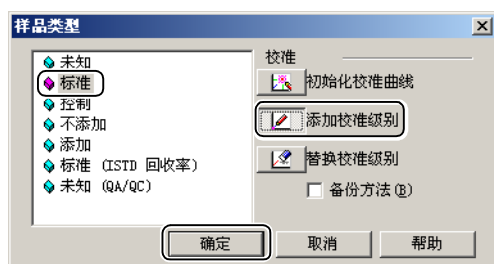 样品类型
未知
标准
控制
不添加
添加
标准 (ISTD 回收率)
未知 (QA/QC)
校准
初始化校准曲线
添加校准级别
替换校准级别
备份方法(B)
确定
取消
帮助